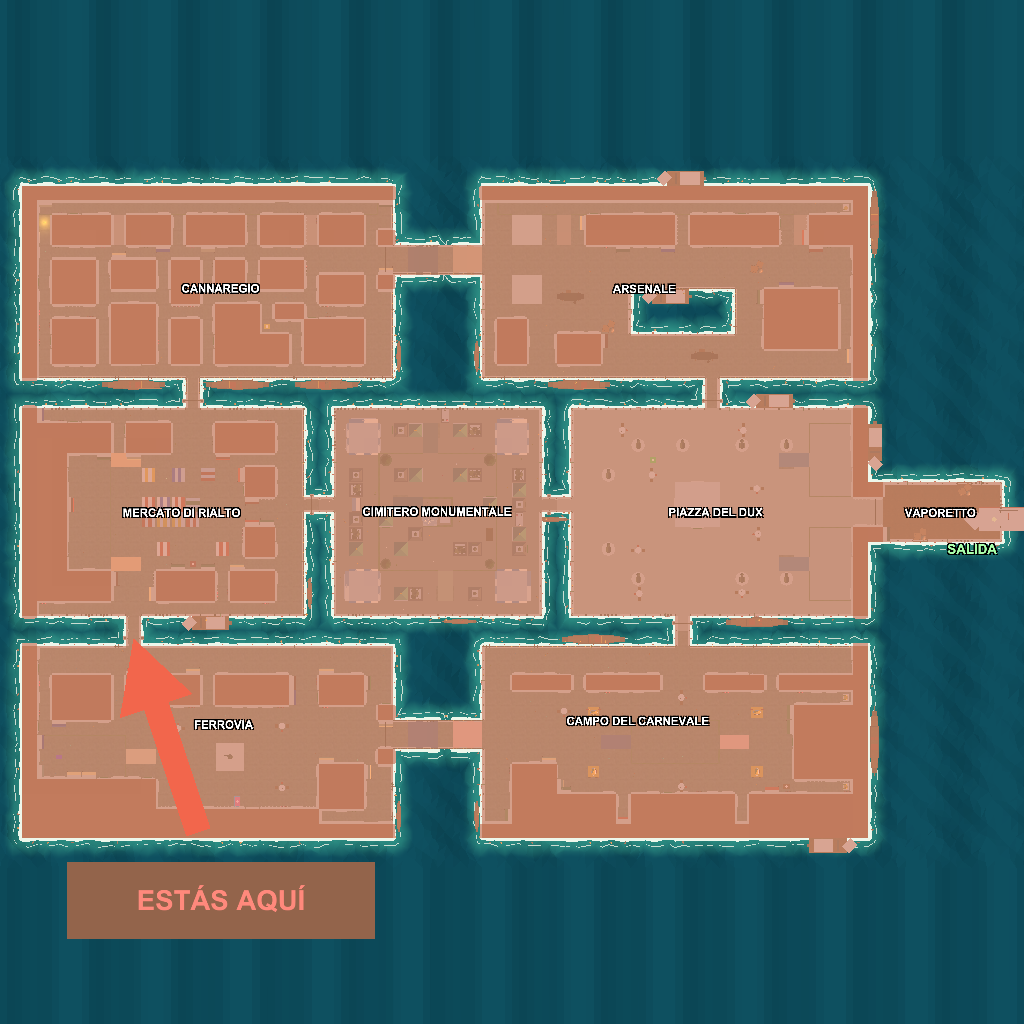 CANNAREGIO
ARSENALE
MERCATO DI RIALTO
CIMITERO MONUMENTALE
PIAZZA DEL DUX
VAPORETTO
SALIDA
FERROVIA
CAMPO DEL CARNEVALE
ESTÁS AQUÍ